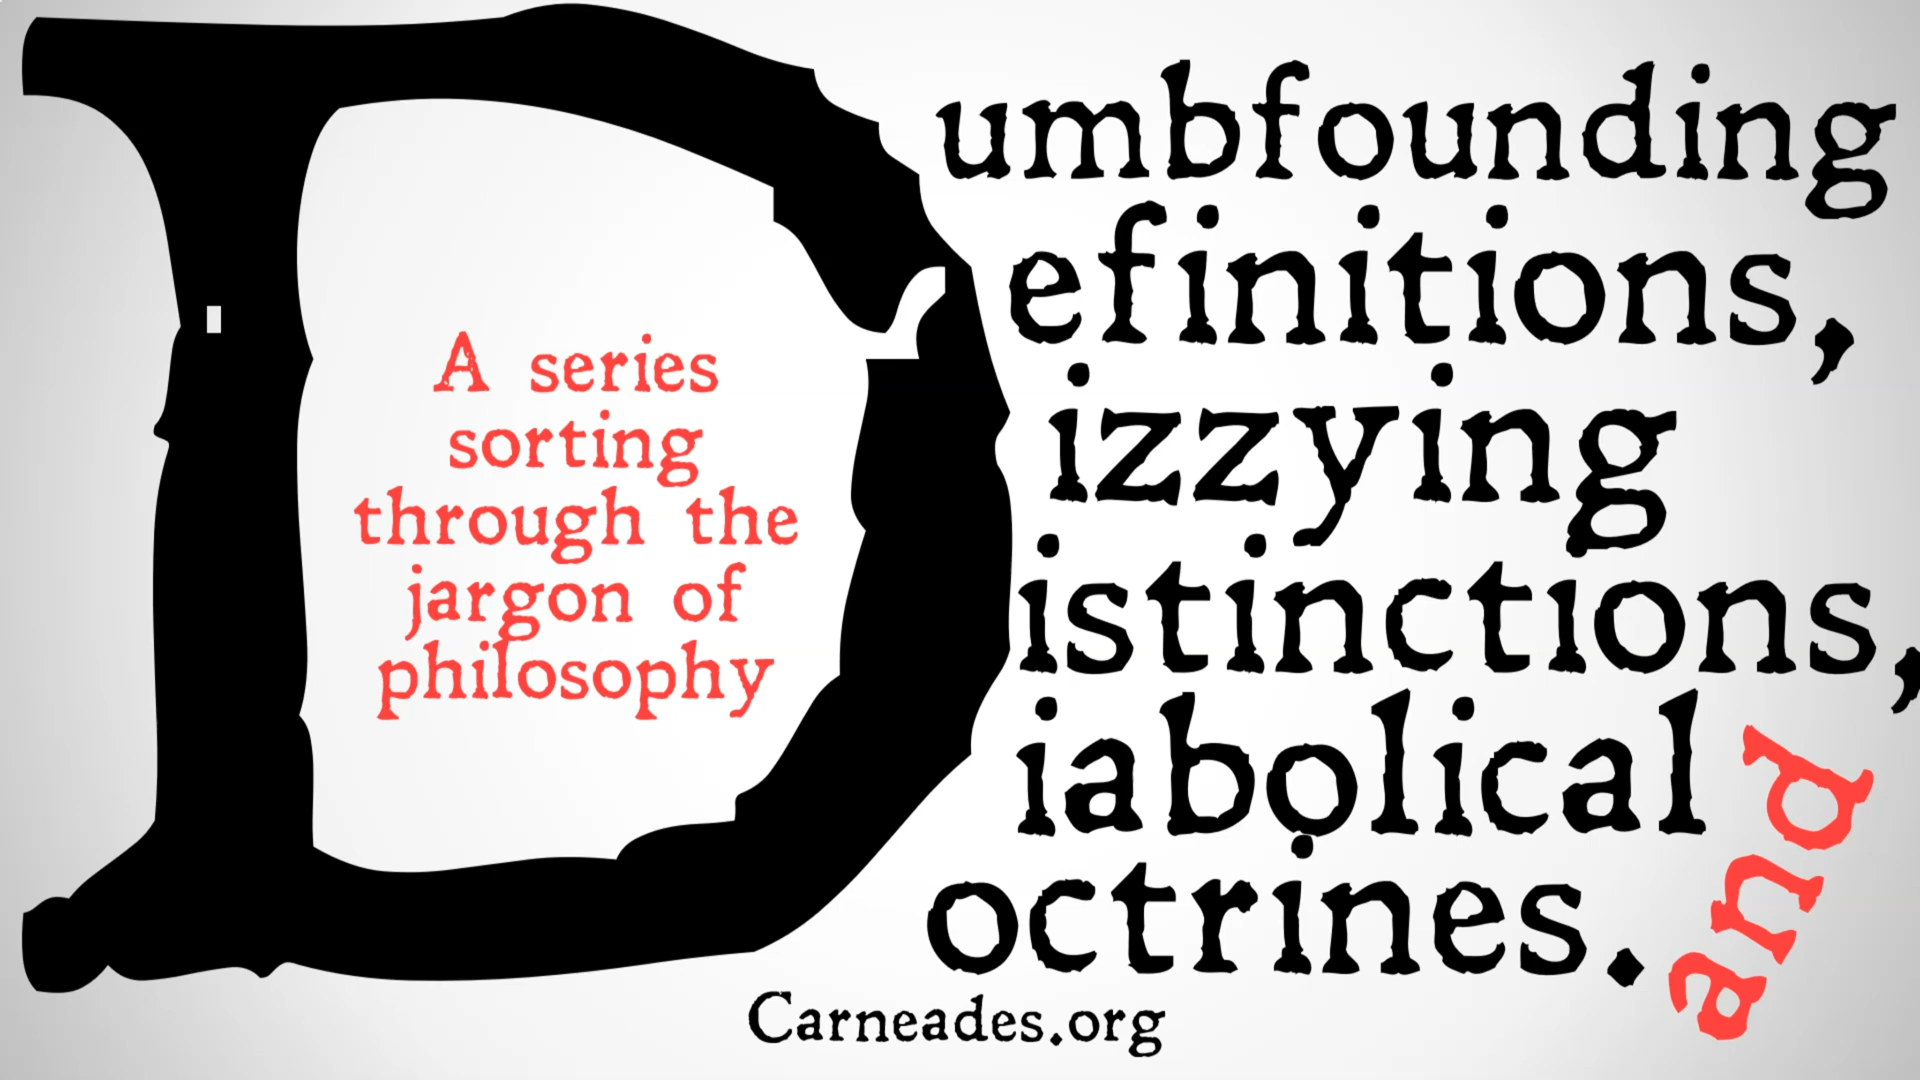 D
umbfounding
efinitions,
izzying
istinctions,
iabolical
and
octrines.
A series
sorting
through the
jargon of
philosophy
Carneades.org